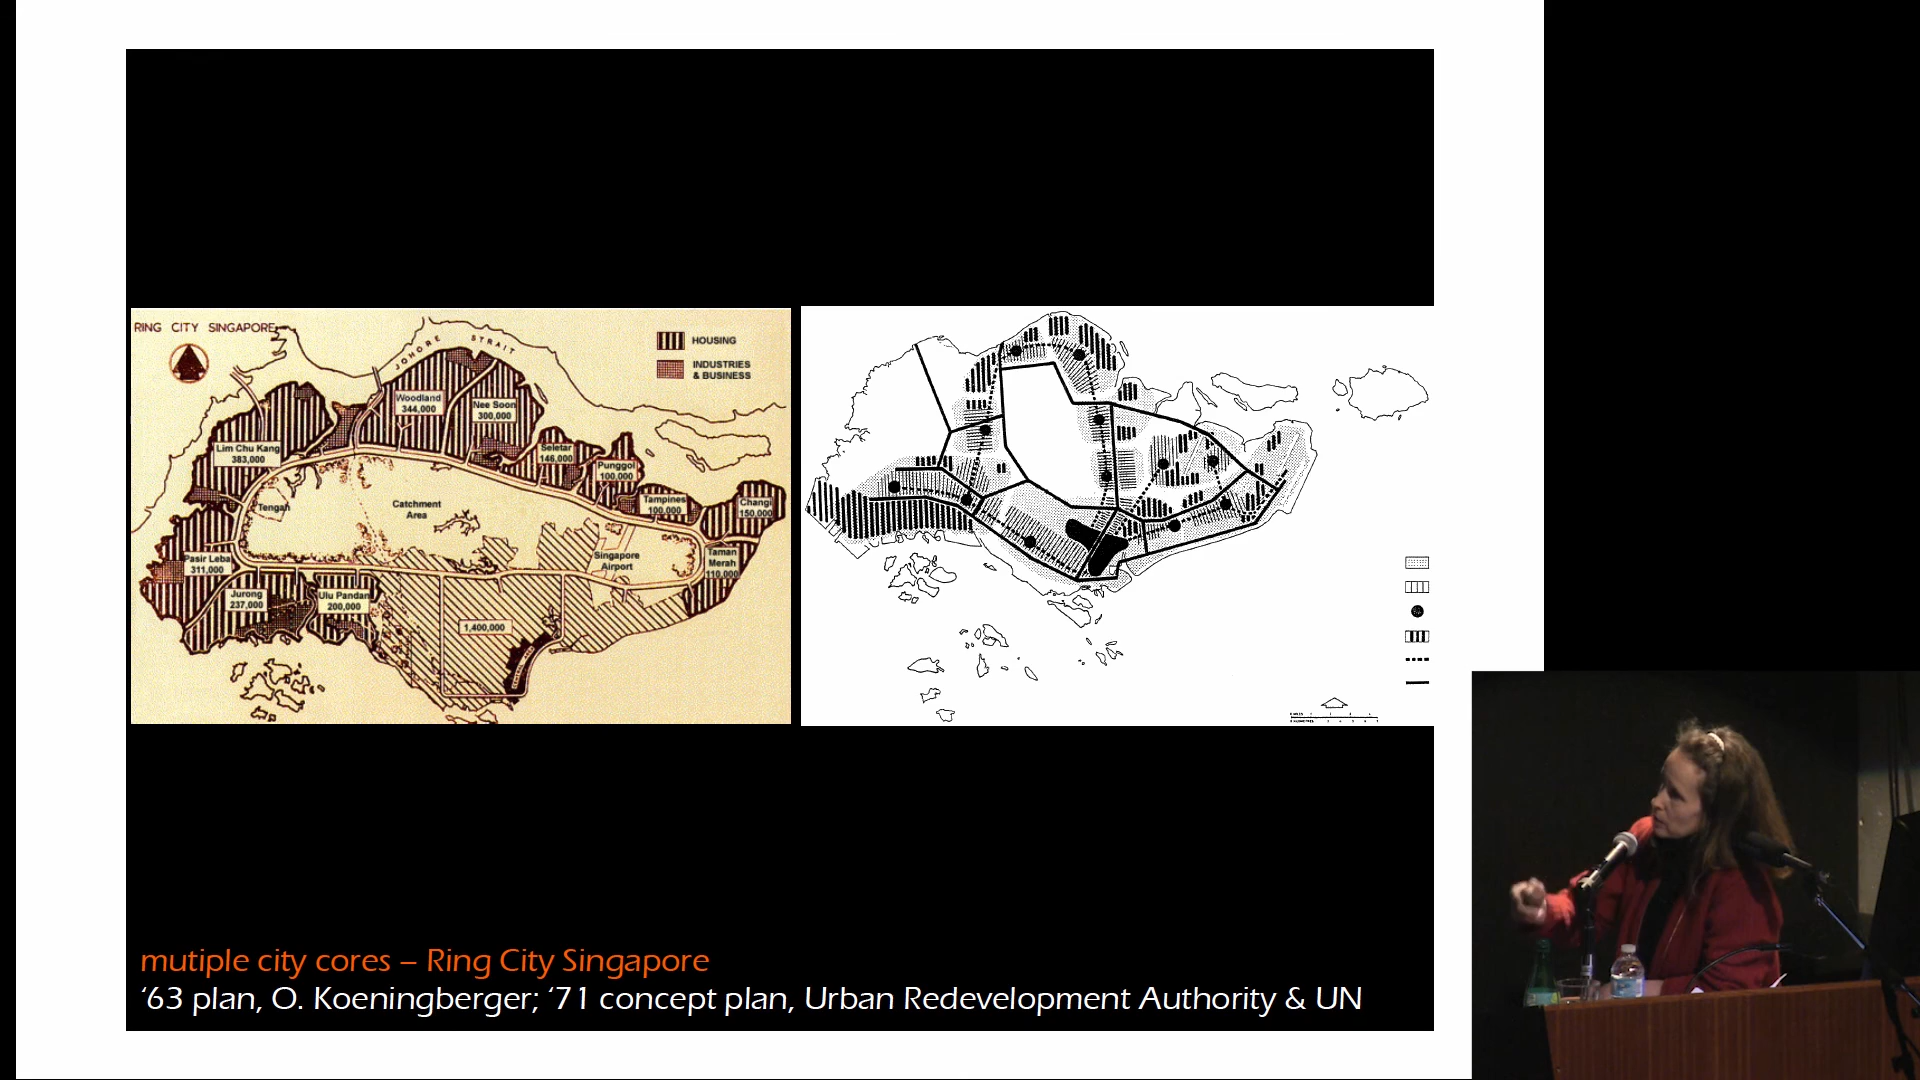 RING CITY SINGAPORE
JOHORE STRAIT
HOUSING
INDUSTRIES
& BUSINESS
Woodland
344,000
Nee Soon
300,000
Lim Chu Kang
383,000
Seletar
146,000
Punggol
100,000
Tampines
100,000
Changi
150,000
Tengah
Catchment
Area
Singapore
Airport
Taman
Merah
110,000
Pasir Leba
311,000
Jurong
237,000
Ulu Pandan
200,000
1,400,000
mutiple city cores – Ring City Singapore
‘63 plan, O. Koeningberger; ‘71 concept plan, Urban Redevelopment Authority & UN